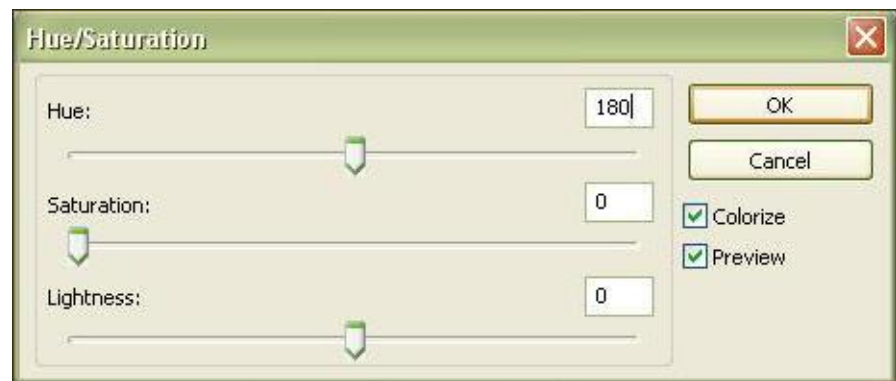 Hue/Saturation
Hue:
180
OK
Cancel
Saturation:
0
Colorize
Preview
Lightness:
0